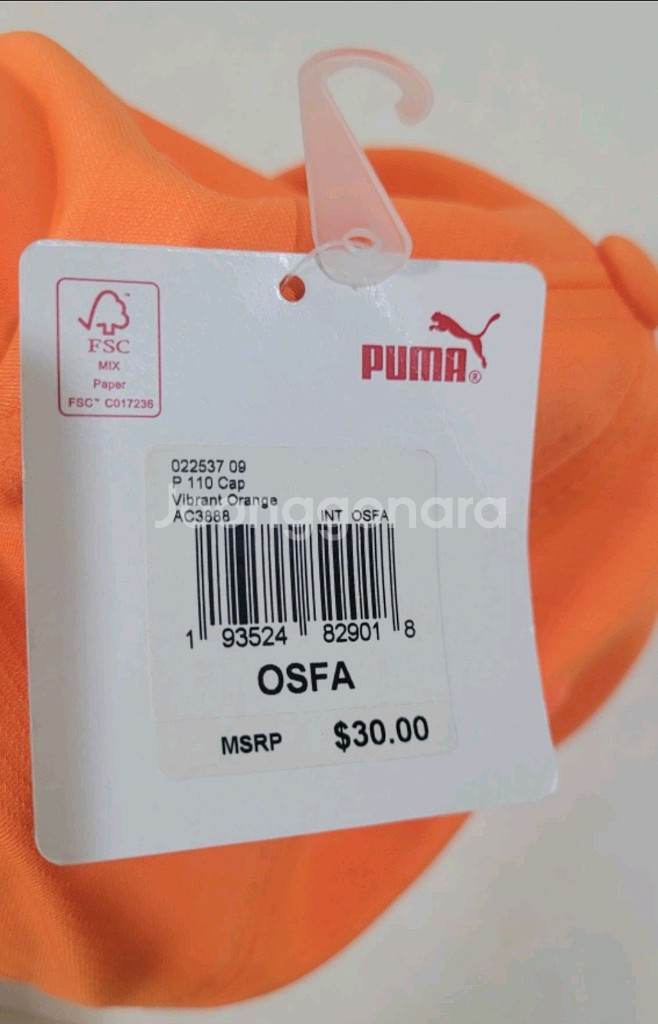 FSC
MIX
Paper
FSC™ C017236
PUMA®
022537 09
P 110 Cap
Vibrant Orange
AC3888
INT OSFA
Joonggonara
1 93524 82901 8
OSFA
MSRP $30.00